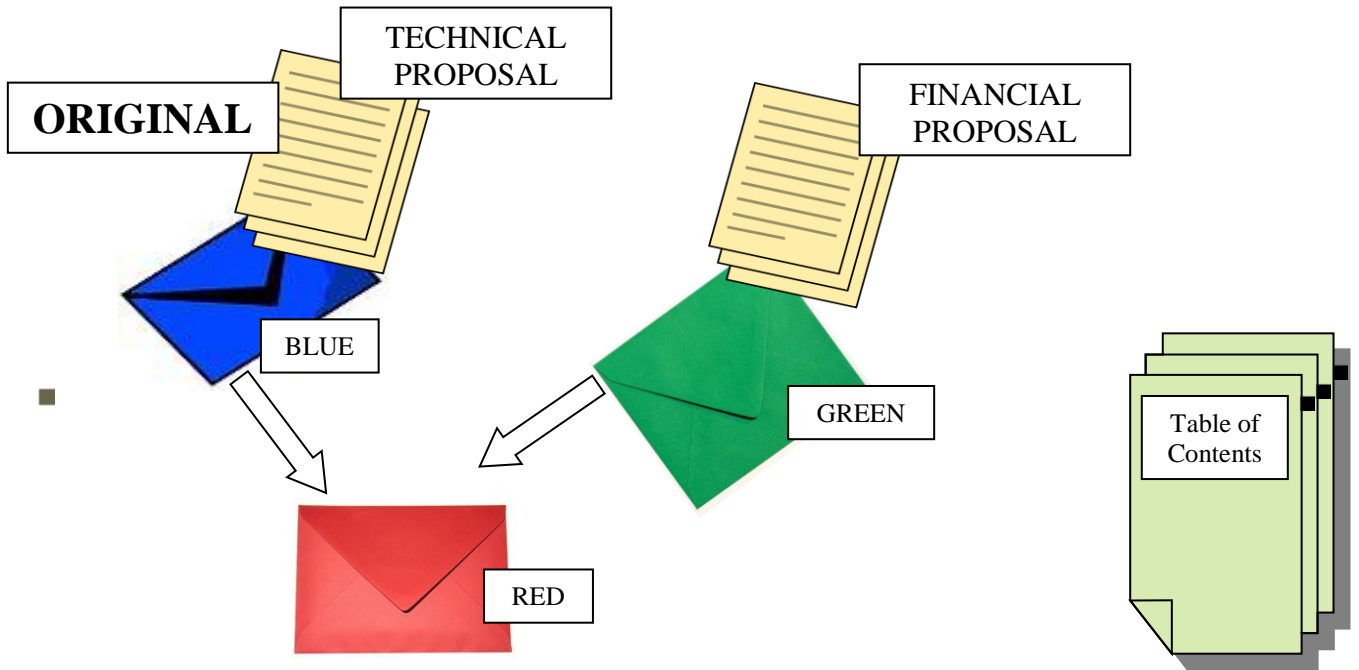 TECHNICAL
PROPOSAL
ORIGINAL
FINANCIAL
PROPOSAL
BLUE
GREEN
Table of
Contents
RED